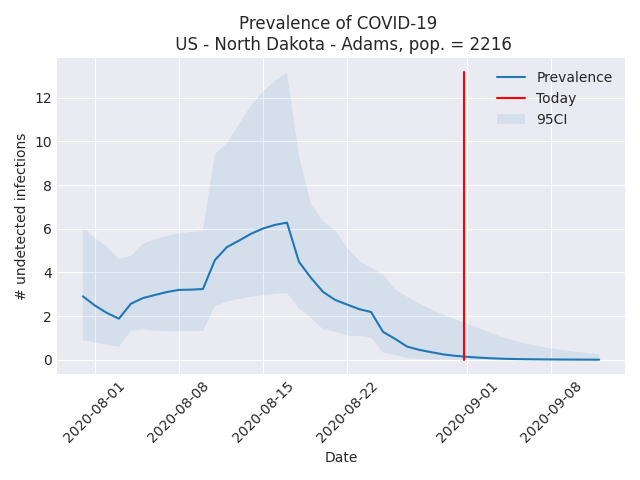 Prevalence of COVID-19
US - North Dakota - Adams, pop. = 2216
Prevalence
Today
95CI
# undetected infections
12
10
8
6
4
2
0
2020-08-01
2020-08-08
2020-08-15
2020-08-22
2020-09-01
2020-09-08
Date